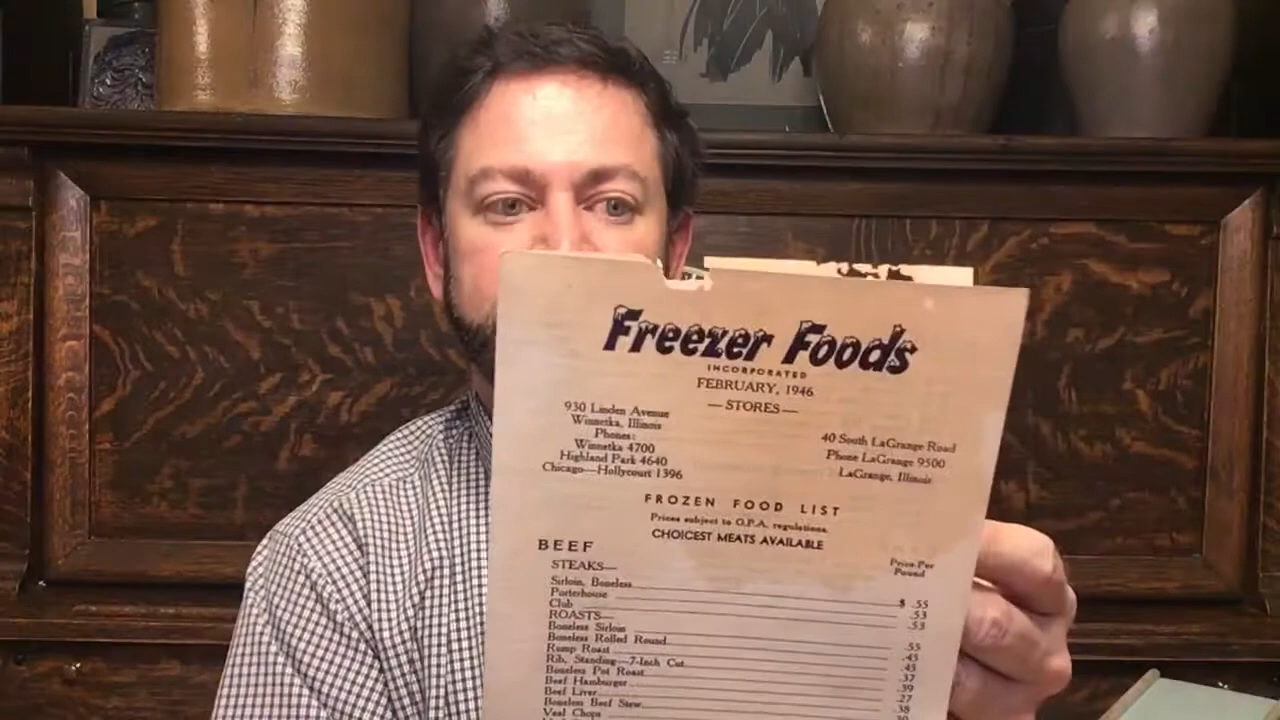 Freezer Foods
INCORPORATED
FEBRUARY, 1946
—STORES—
930 Linden Avenue
Winnetka, Illinois
Phones:
Winnetka 4700
Highland Park 4640
Chicago—Hollycourt 1396
40 South LaGrange Road
Phone LaGrange 9500
LaGrange, Illinois
FROZEN FOOD LIST
Prices subject to O.P.A. regulations.
CHOICEST MEATS AVAILABLE
BEEF
Price Per
Pound
STEAKS—
Sirloin, Boneless $ .55
Porterhouse .53
Club .53
ROASTS—
Boneless Sirloin .55
Boneless Rolled Round .45
Rump Roast .43
Rib, Standing—7-Inch Cut .37
Boneless Pot Roast .39
Beef Hamburger .27
Beef Liver .38
Boneless Beef Stew
Veal Chops